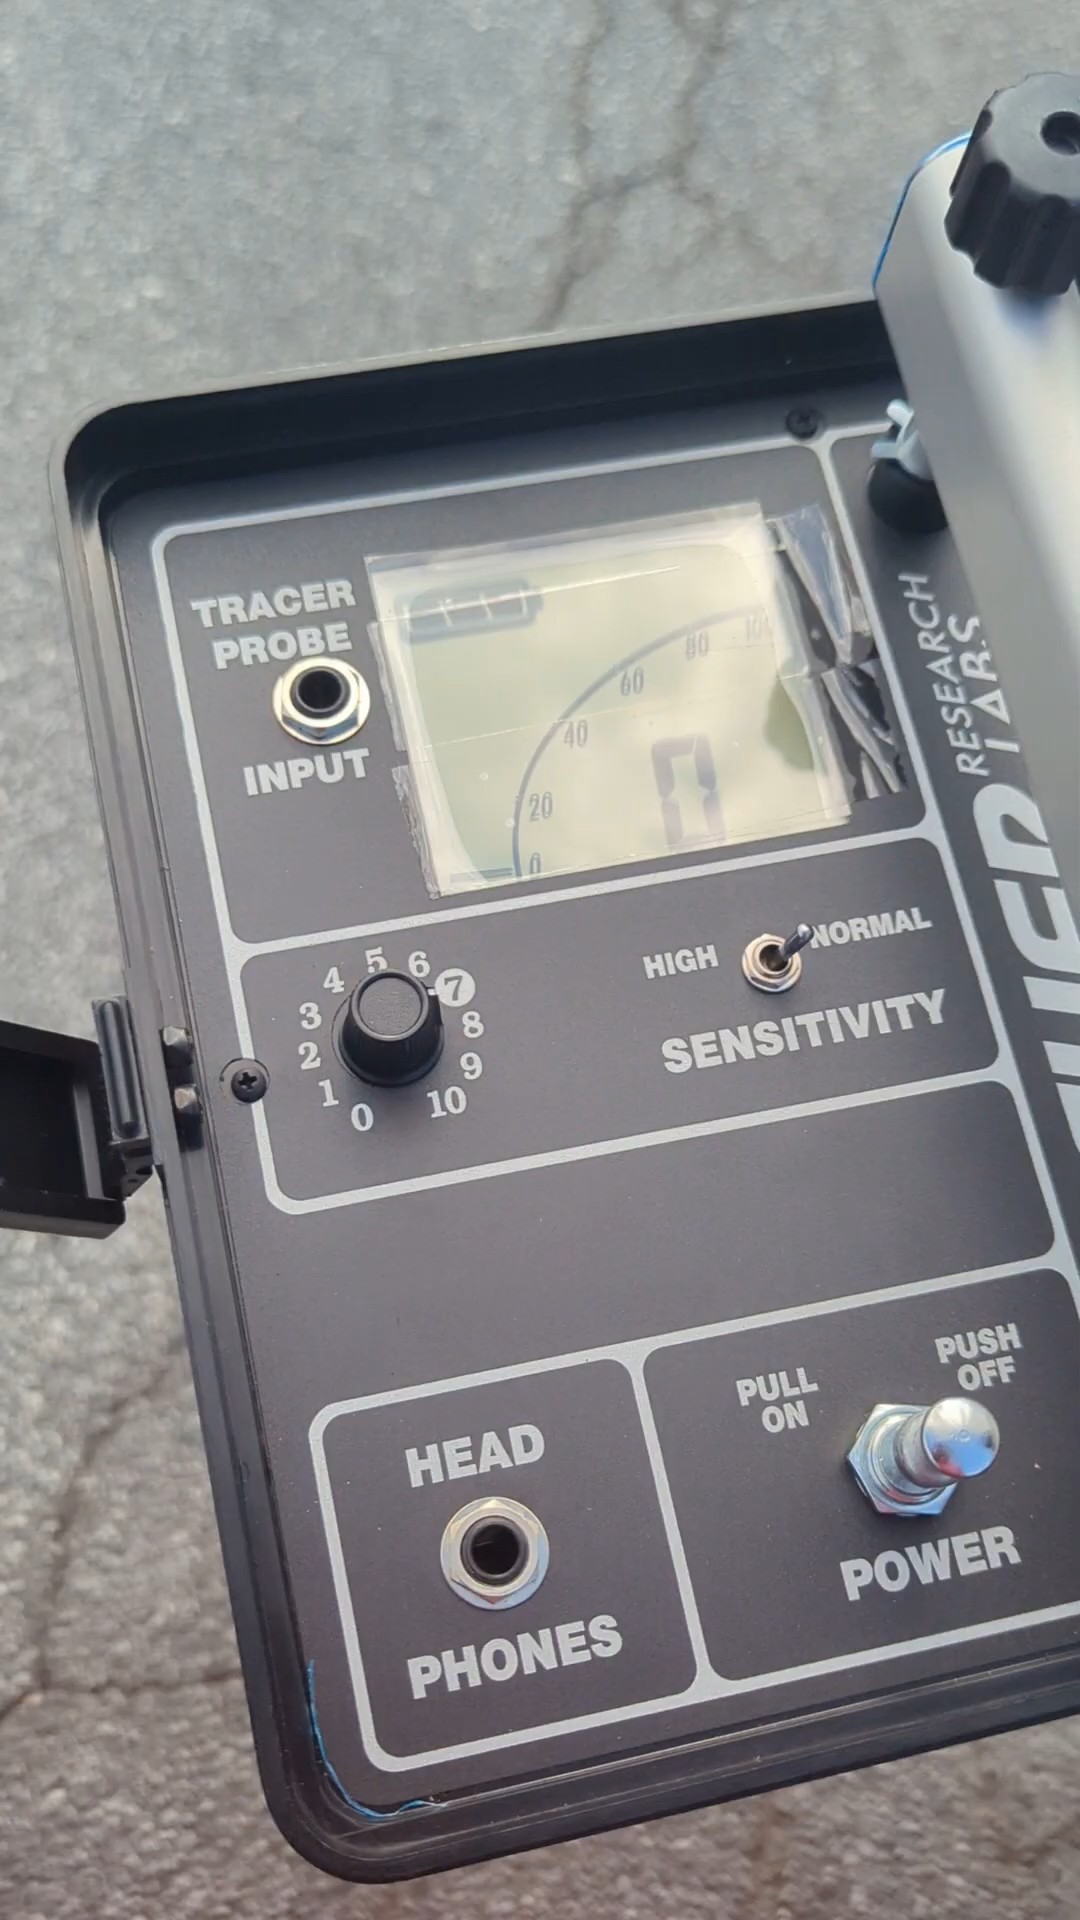 TRACER
PROBE
INPUT
100
80
60
40
20
0
0
0
1
2
3
4
5
6
7
8
9
10
HIGH
NORMAL
SENSITIVITY
HEAD
PHONES
PULL
ON
PUSH
OFF
POWER
RESEARCH
LABS